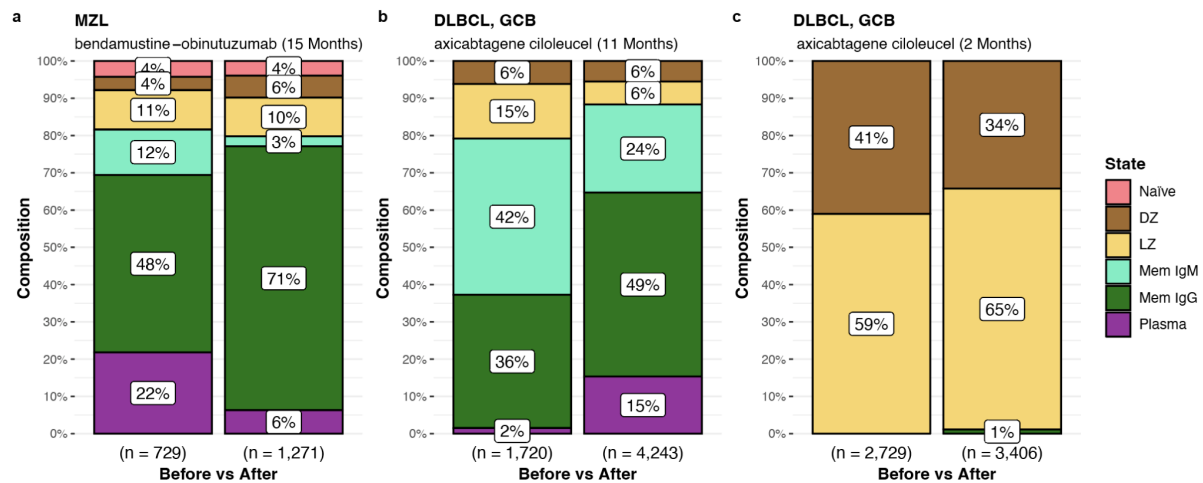 a
MZL
bendamustine–obinutuzumab (15 Months)
100%
90%
80%
70%
60%
50%
40%
30%
20%
10%
0%
Composition
4%
4%
11%
12%
48%
22%
4%
6%
10%
3%
71%
6%
(n = 729)
(n = 1,271)
Before vs After
b
DLBCL, GCB
axicabtagene ciloleucel (11 Months)
100%
90%
80%
70%
60%
50%
40%
30%
20%
10%
0%
Composition
6%
15%
42%
36%
2%
6%
6%
24%
49%
15%
(n = 1,720)
(n = 4,243)
Before vs After
c
DLBCL, GCB
axicabtagene ciloleucel (2 Months)
100%
90%
80%
70%
60%
50%
40%
30%
20%
10%
0%
Composition
41%
59%
34%
65%
1%
(n = 2,729)
(n = 3,406)
Before vs After
State
Naïve
DZ
LZ
Mem IgM
Mem IgG
Plasma